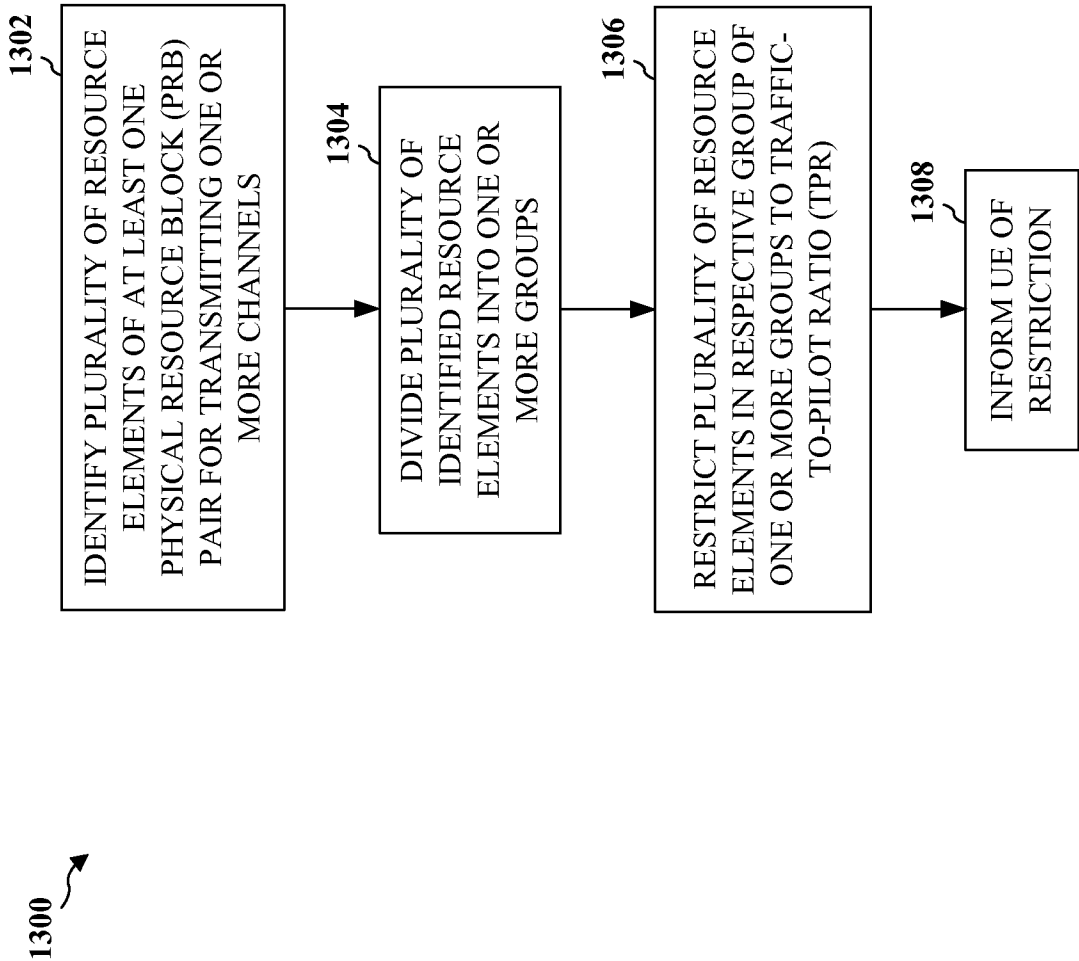 1300
1302
IDENTIFY PLURALITY OF RESOURCE
ELEMENTS OF AT LEAST ONE
PHYSICAL RESOURCE BLOCK (PRB)
PAIR FOR TRANSMITTING ONE OR
MORE CHANNELS
1304
DIVIDE PLURALITY OF
IDENTIFIED RESOURCE
ELEMENTS INTO ONE OR
MORE GROUPS
1306
RESTRICT PLURALITY OF RESOURCE
ELEMENTS IN RESPECTIVE GROUP OF
ONE OR MORE GROUPS TO TRAFFIC-
TO-PILOT RATIO (TPR)
1308
INFORM UE OF
RESTRICTION